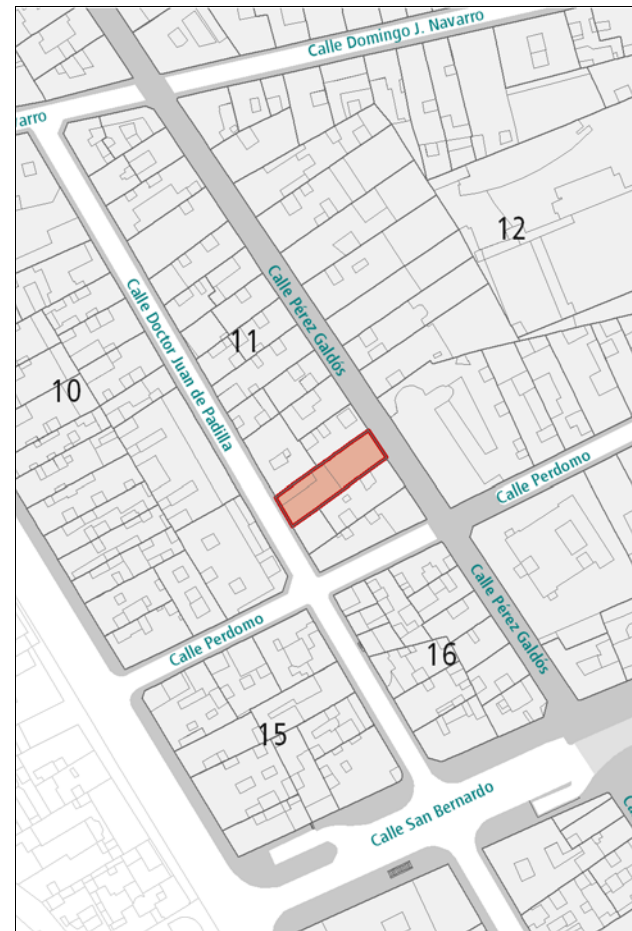 Calle Domingo J. Navarro
varro
12
Calle Pérez Galdós
Calle Doctor Juan de Padilla
11
10
Calle Perdomo
Calle Pérez Galdós
Calle Perdomo
16
15
Calle San Bernardo